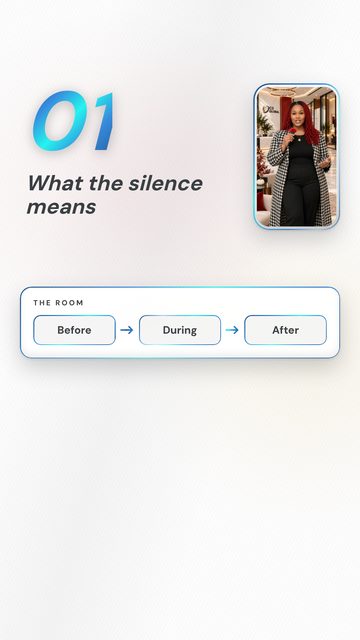 01
What the silence
means
THE ROOM
Before → During → After